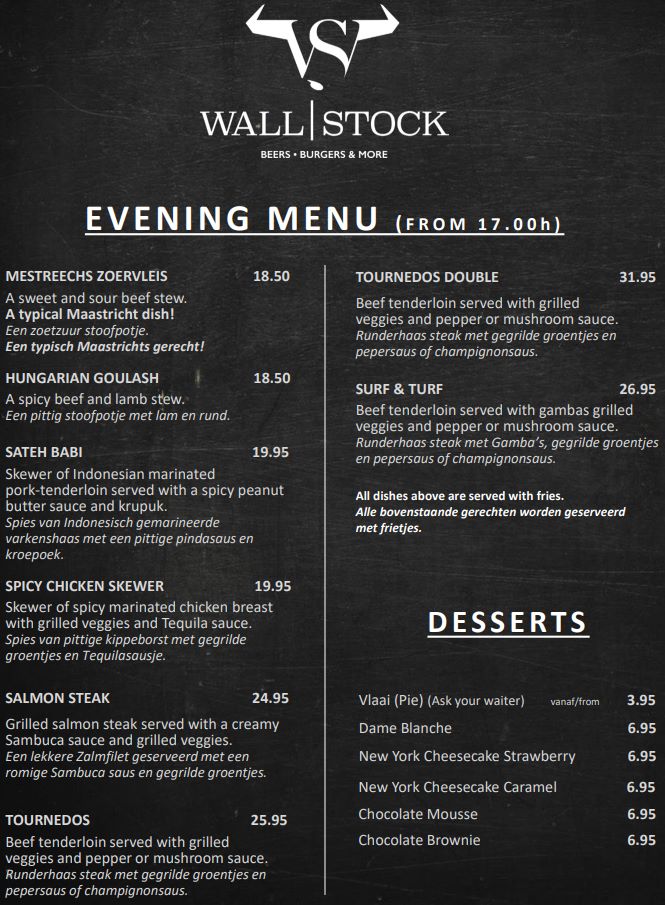 WALL|STOCK
BEERS • BURGERS & MORE
EVENING MENU (FROM 17.00h)
MESTREECHS ZOERVLEIS 18.50
A sweet and sour beef stew.
A typical Maastricht dish!
Een zoetzuur stoofpotje.
Een typisch Maastrichts gerecht!
HUNGARIAN GOULASH 18.50
A spicy beef and lamb stew.
Een pittig stoofpotje met lam en rund.
SATEH BABI 19.95
Skewer of Indonesian marinated
pork-tenderloin served with a spicy peanut
butter sauce and krupuk.
Spies van Indonesisch gemarineerde
varkenshaas met een pittige pindasaus en
kroepoek.
SPICY CHICKEN SKEWER 19.95
Skewer of spicy marinated chicken breast
with grilled veggies and Tequila sauce.
Spies van pittige kippeborst met gegrilde
groentjes en Tequilasausje.
SALMON STEAK 24.95
Grilled salmon steak served with a creamy
Sambuca sauce and grilled veggies.
Een lekkere Zalmfilet geserveerd met een
romige Sambuca saus en gegrilde groentjes.
TOURNEDOS 25.95
Beef tenderloin served with grilled
veggies and pepper or mushroom sauce.
Runderhaas steak met gegrilde groentjes en
pepersaus of champignonsaus.
TOURNEDOS DOUBLE 31.95
Beef tenderloin served with grilled
veggies and pepper or mushroom sauce.
Runderhaas steak met gegrilde groentjes en
pepersaus of champignonsaus.
SURF & TURF 26.95
Beef tenderloin served with gambas grilled
veggies and pepper or mushroom sauce.
Runderhaas steak met Gamba's, gegrilde groentjes
en pepersaus of champignonsaus.
All dishes above are served with fries.
Alle bovenstaande gerechten worden geserveerd
met frietjes.
DESSERTS
Vlaai (Pie) (Ask your waiter) vanaf/from 3.95
Dame Blanche 6.95
New York Cheesecake Strawberry 6.95
New York Cheesecake Caramel 6.95
Chocolate Mousse 6.95
Chocolate Brownie 6.95